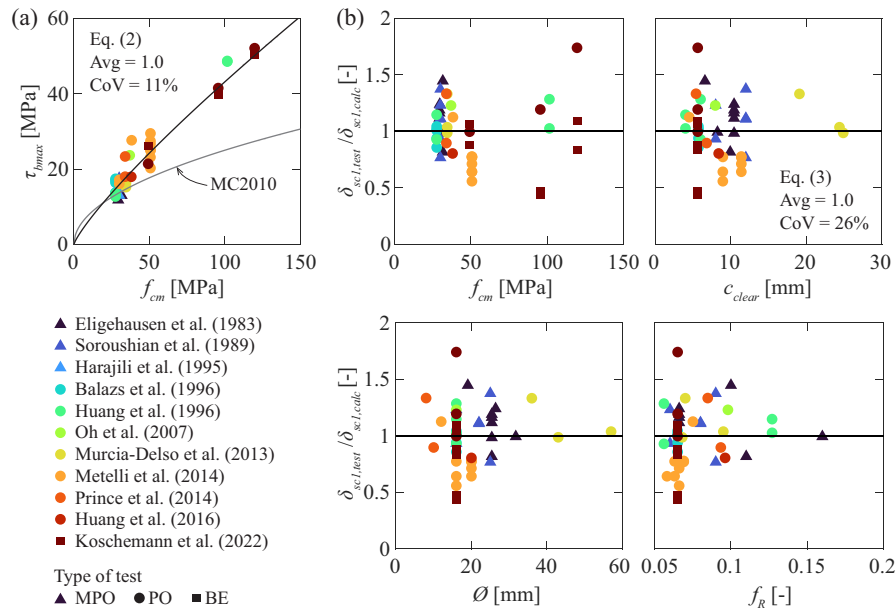 (a)
60
40
20
0
0
50
100
150
τbmax [MPa]
fcm [MPa]
Eq. (2)
Avg = 1.0
CoV = 11%
MC2010
(b)
2
1.5
1
0.5
0
0
50
100
150
δsc1,test /δsc1,calc [-]
fcm [MPa]
0
10
20
30
cclear [mm]
Eq. (3)
Avg = 1.0
CoV = 26%
Eligehausen et al. (1983)
Soroushian et al. (1989)
Harajili et al. (1995)
Balazs et al. (1996)
Huang et al. (1996)
Oh et al. (2007)
Murcia-Delso et al. (2013)
Metelli et al. (2014)
Prince et al. (2014)
Huang et al. (2016)
Koschemann et al. (2022)
Type of test
MPO PO BE
2
1.5
1
0.5
0
0
20
40
60
δsc1,test /δsc1,calc [-]
Ø [mm]
0.05
0.1
0.15
0.2
fR [-]